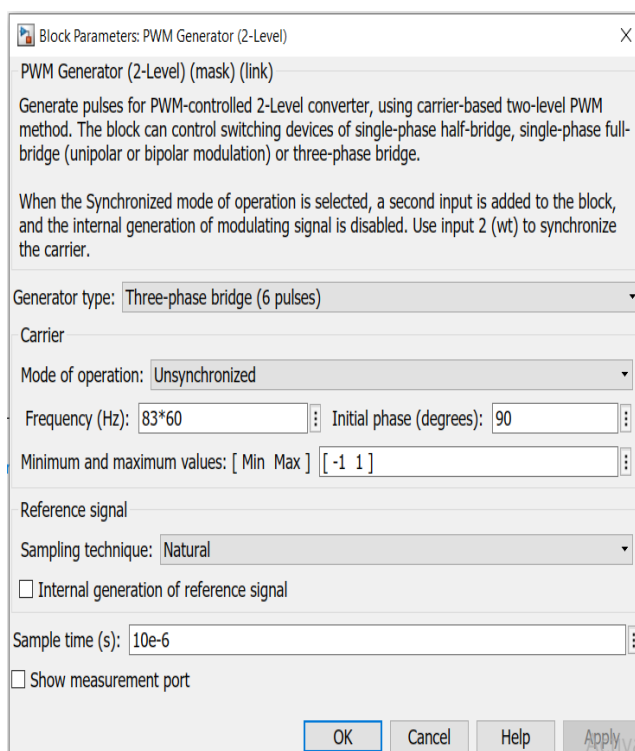 Block Parameters: PWM Generator (2-Level)
X
PWM Generator (2-Level) (mask) (link)
Generate pulses for PWM-controlled 2-Level converter, using carrier-based two-level PWM
method. The block can control switching devices of single-phase half-bridge, single-phase full-
bridge (unipolar or bipolar modulation) or three-phase bridge.
When the Synchronized mode of operation is selected, a second input is added to the block,
and the internal generation of modulating signal is disabled. Use input 2 (wt) to synchronize
the carrier.
Generator type: Three-phase bridge (6 pulses)
Carrier
Mode of operation: Unsynchronized
Frequency (Hz): 83*60 Initial phase (degrees): 90
Minimum and maximum values: [ Min Max ] [ -1 1 ]
Reference signal
Sampling technique: Natural
Internal generation of reference signal
Sample time (s): 10e-6
Show measurement port
OK Cancel Help Apply